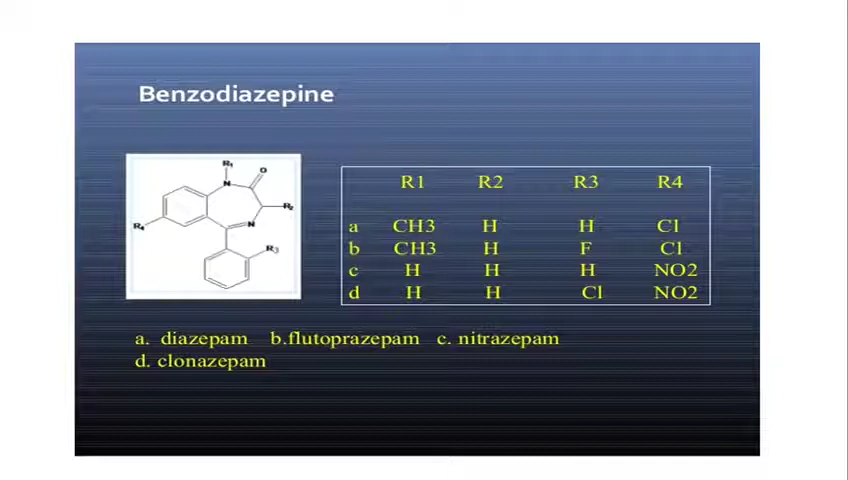 Benzodiazepine
R1
N
O
R2
N
R4
R3
R1 R2 R3 R4
a CH3 H H Cl
b CH3 H F Cl
c H H H NO2
d H H Cl NO2
a. diazepam b.flutoprazepam c. nitrazepam
d. clonazepam